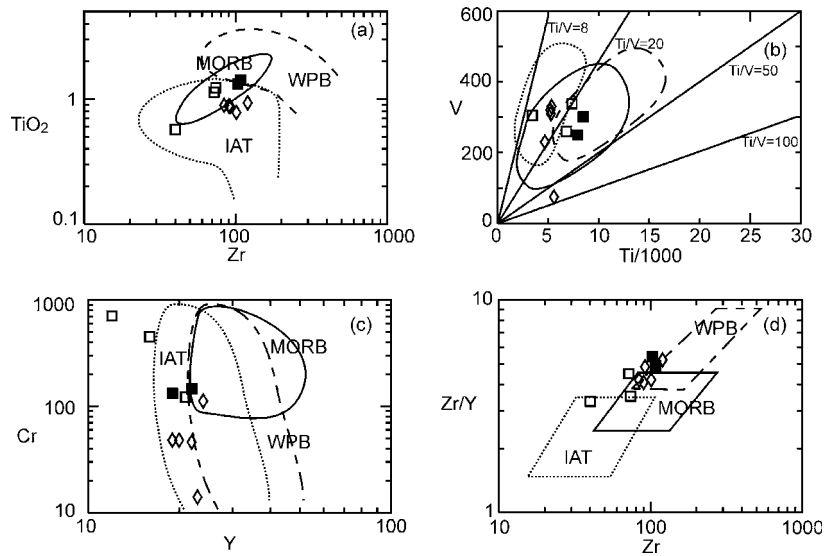 (a)
MORB
WPB
IAT
TiO2
1
0.1
10
100
1000
Zr
(b)
600
400
200
0
V
Ti/V=8
Ti/V=20
Ti/V=50
Ti/V=100
0
5
10
15
20
25
30
Ti/1000
(c)
1000
100
10
Cr
IAT
MORB
WPB
10
100
Y
(d)
10
1
Zr/Y
WPB
MORB
IAT
10
100
1000
Zr